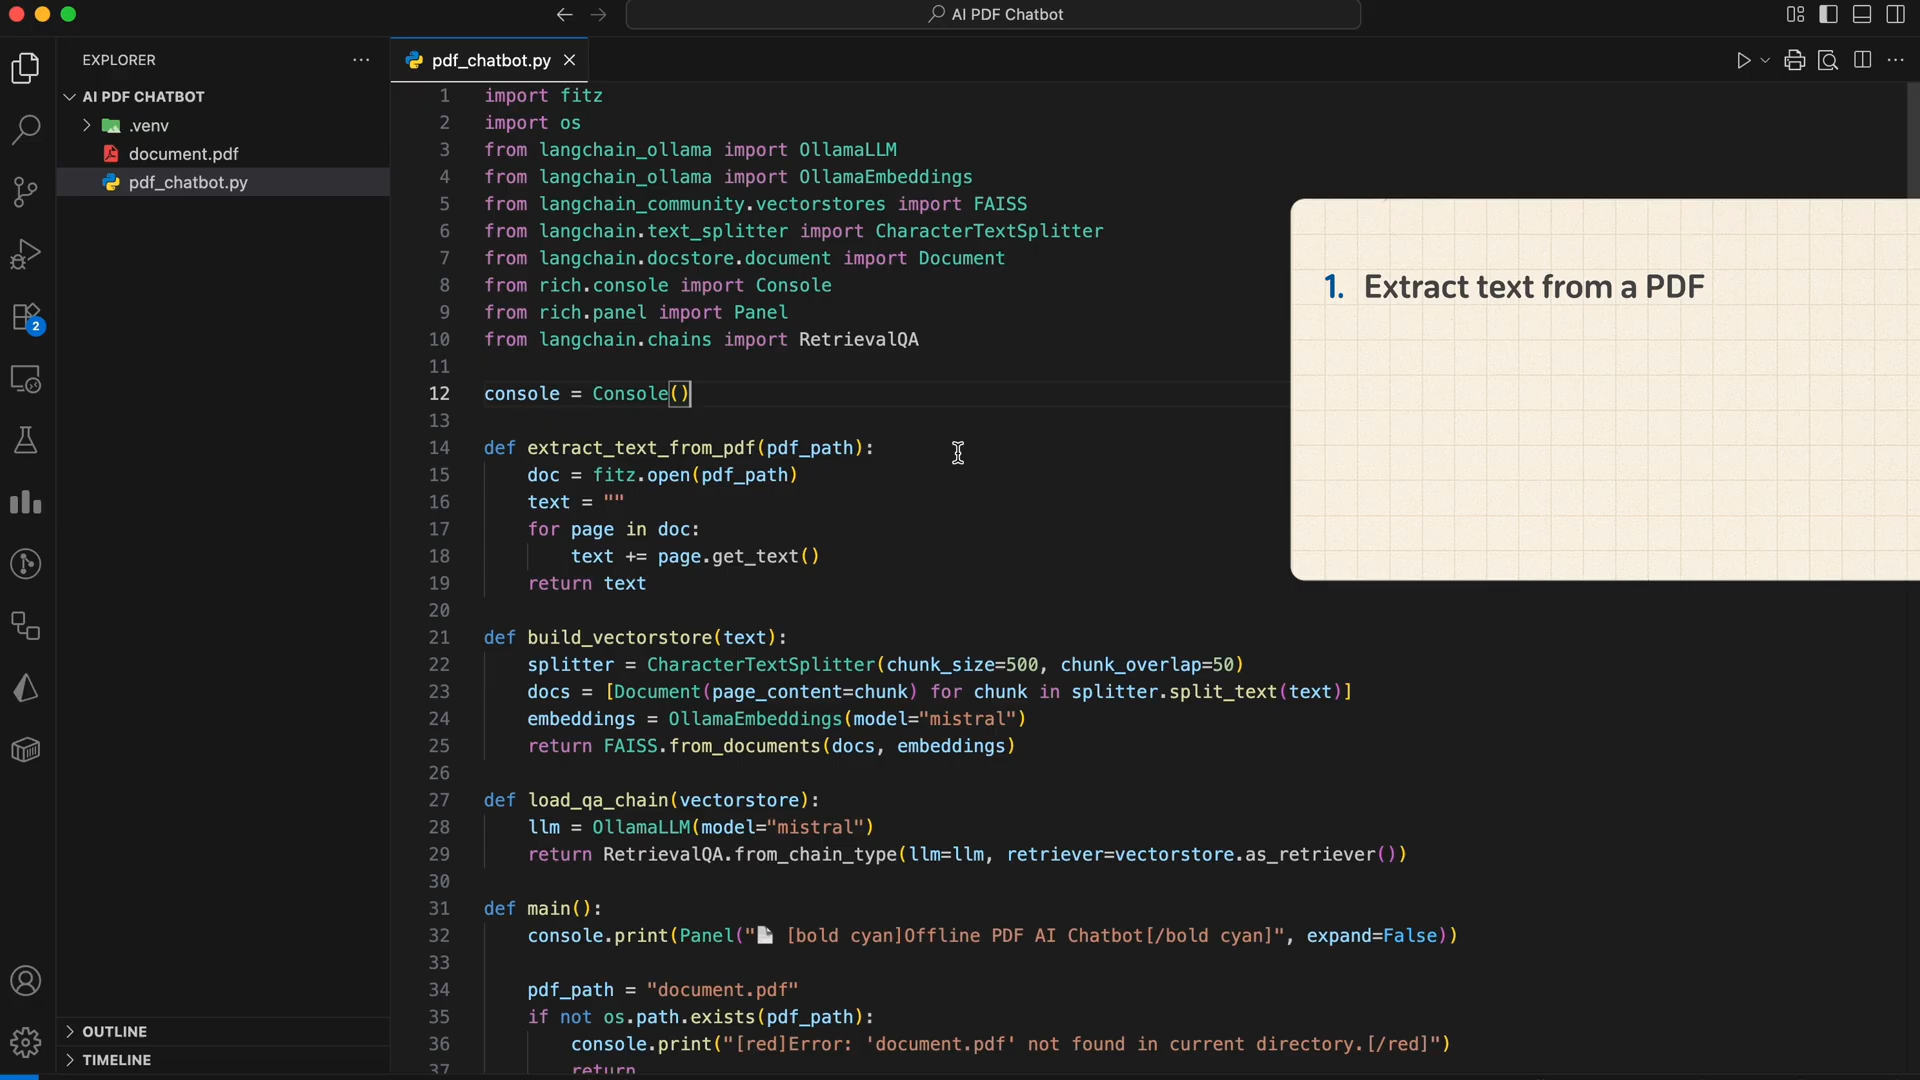 AI PDF Chatbot
EXPLORER
pdf_chatbot.py
AI PDF CHATBOT
.venv
document.pdf
pdf_chatbot.py
2
OUTLINE
TIMELINE
1 import fitz
2 import os
3 from langchain_ollama import OllamaLLM
4 from langchain_ollama import OllamaEmbeddings
5 from langchain_community.vectorstores import FAISS
6 from langchain.text_splitter import CharacterTextSplitter
7 from langchain.docstore.document import Document
8 from rich.console import Console
9 from rich.panel import Panel
10 from langchain.chains import RetrievalQA
11
12 console = Console()
13
14 def extract_text_from_pdf(pdf_path):
15     doc = fitz.open(pdf_path)
16     text = ""
17     for page in doc:
18         text += page.get_text()
19     return text
20
21 def build_vectorstore(text):
22     splitter = CharacterTextSplitter(chunk_size=500, chunk_overlap=50)
23     docs = [Document(page_content=chunk) for chunk in splitter.split_text(text)]
24     embeddings = OllamaEmbeddings(model="mistral")
25     return FAISS.from_documents(docs, embeddings)
26
27 def load_qa_chain(vectorstore):
28     llm = OllamaLLM(model="mistral")
29     return RetrievalQA.from_chain_type(llm=llm, retriever=vectorstore.as_retriever())
30
31 def main():
32     console.print(Panel("📄 [bold cyan]Offline PDF AI Chatbot[/bold cyan]", expand=False))
33
34     pdf_path = "document.pdf"
35     if not os.path.exists(pdf_path):
36         console.print("[red]Error: 'document.pdf' not found in current directory.[/red]")
37         return
1. Extract text from a PDF